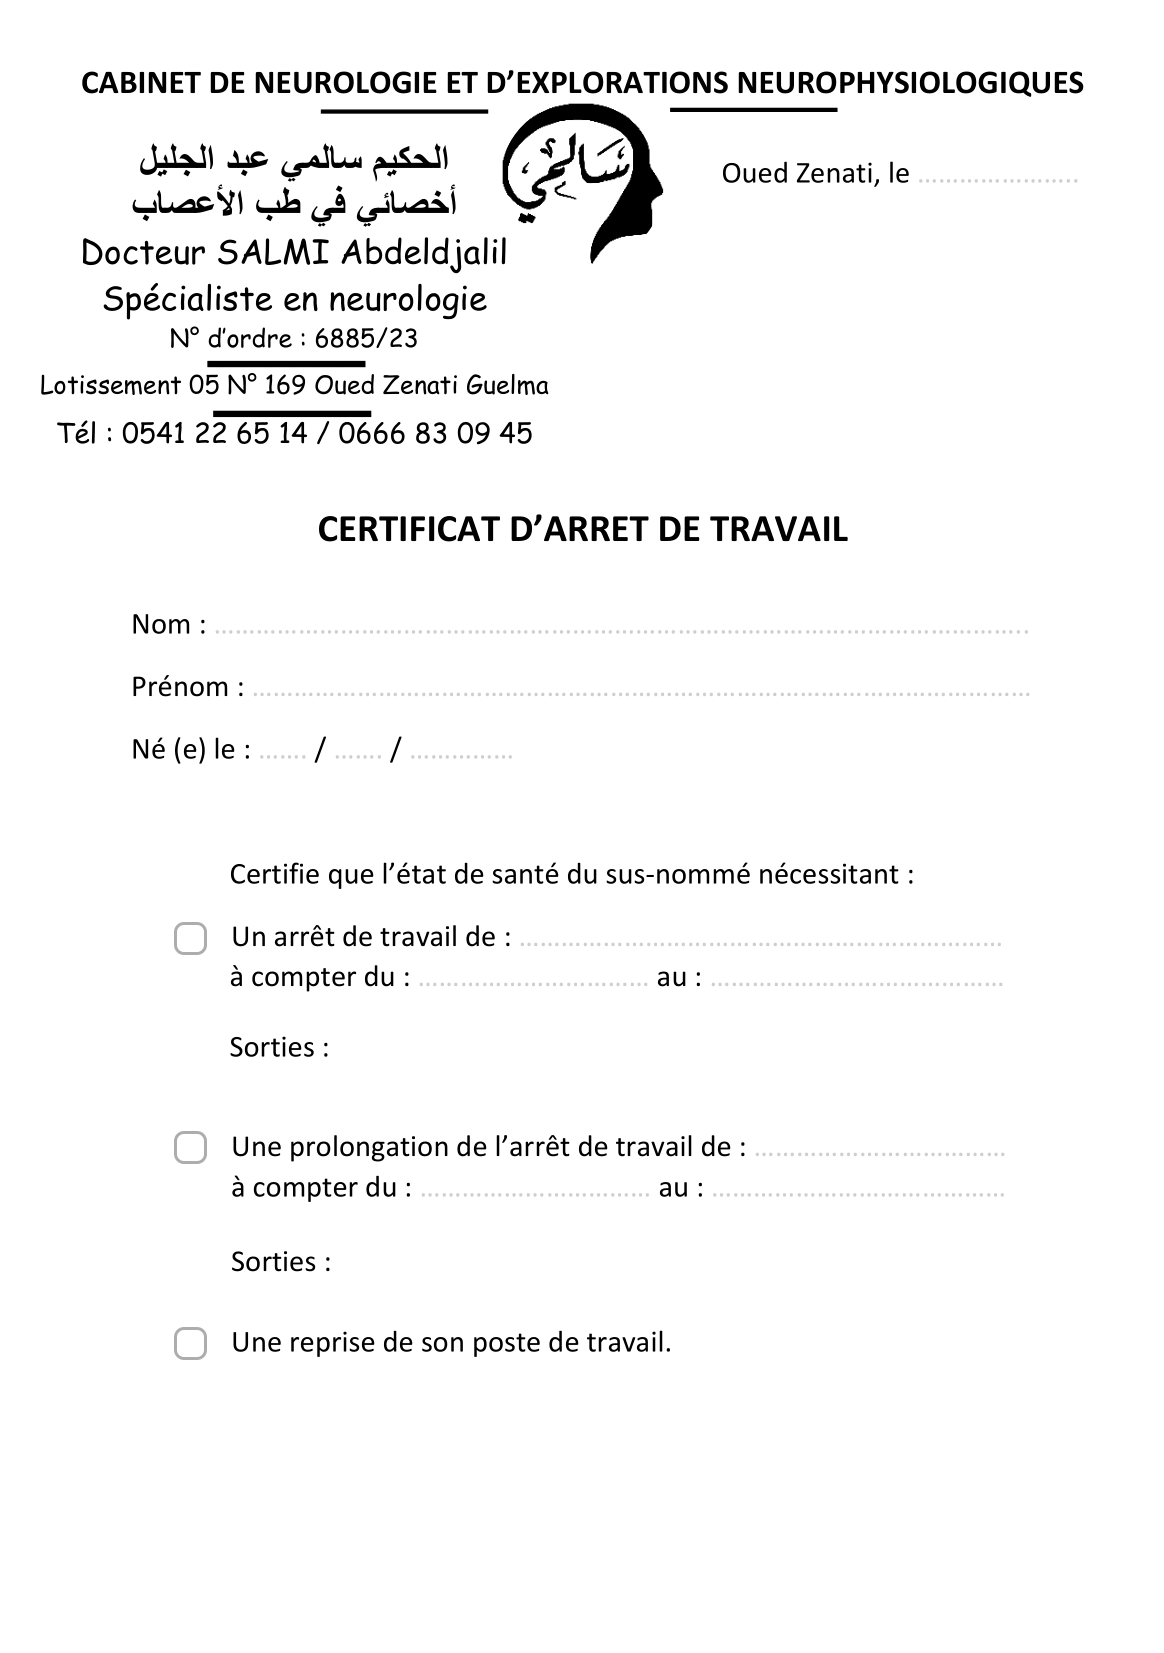 CABINET DE NEUROLOGIE ET D’EXPLORATIONS NEUROPHYSIOLOGIQUES
الحكيم سالمي عبد الجليل
أخصائي في طب الأعصاب
Docteur SALMI Abdeldjalil
Spécialiste en neurologie
N° d’ordre : 6885/23
Lotissement 05 N° 169 Oued Zenati Guelma
Tél : 0541 22 65 14 / 0666 83 09 45
سالمي
Oued Zenati, le .......................
CERTIFICAT D’ARRET DE TRAVAIL
Nom : ........................................................................
Prénom : ........................................................................
Né (e) le : ....... / ....... / ...............
Certifie que l’état de santé du sus-nommé nécessitant :
Un arrêt de travail de : ........................................................
à compter du : ................................. au : ..........................................
Sorties :
Une prolongation de l’arrêt de travail de : ....................................
à compter du : ................................. au : ..........................................
Sorties :
Une reprise de son poste de travail.